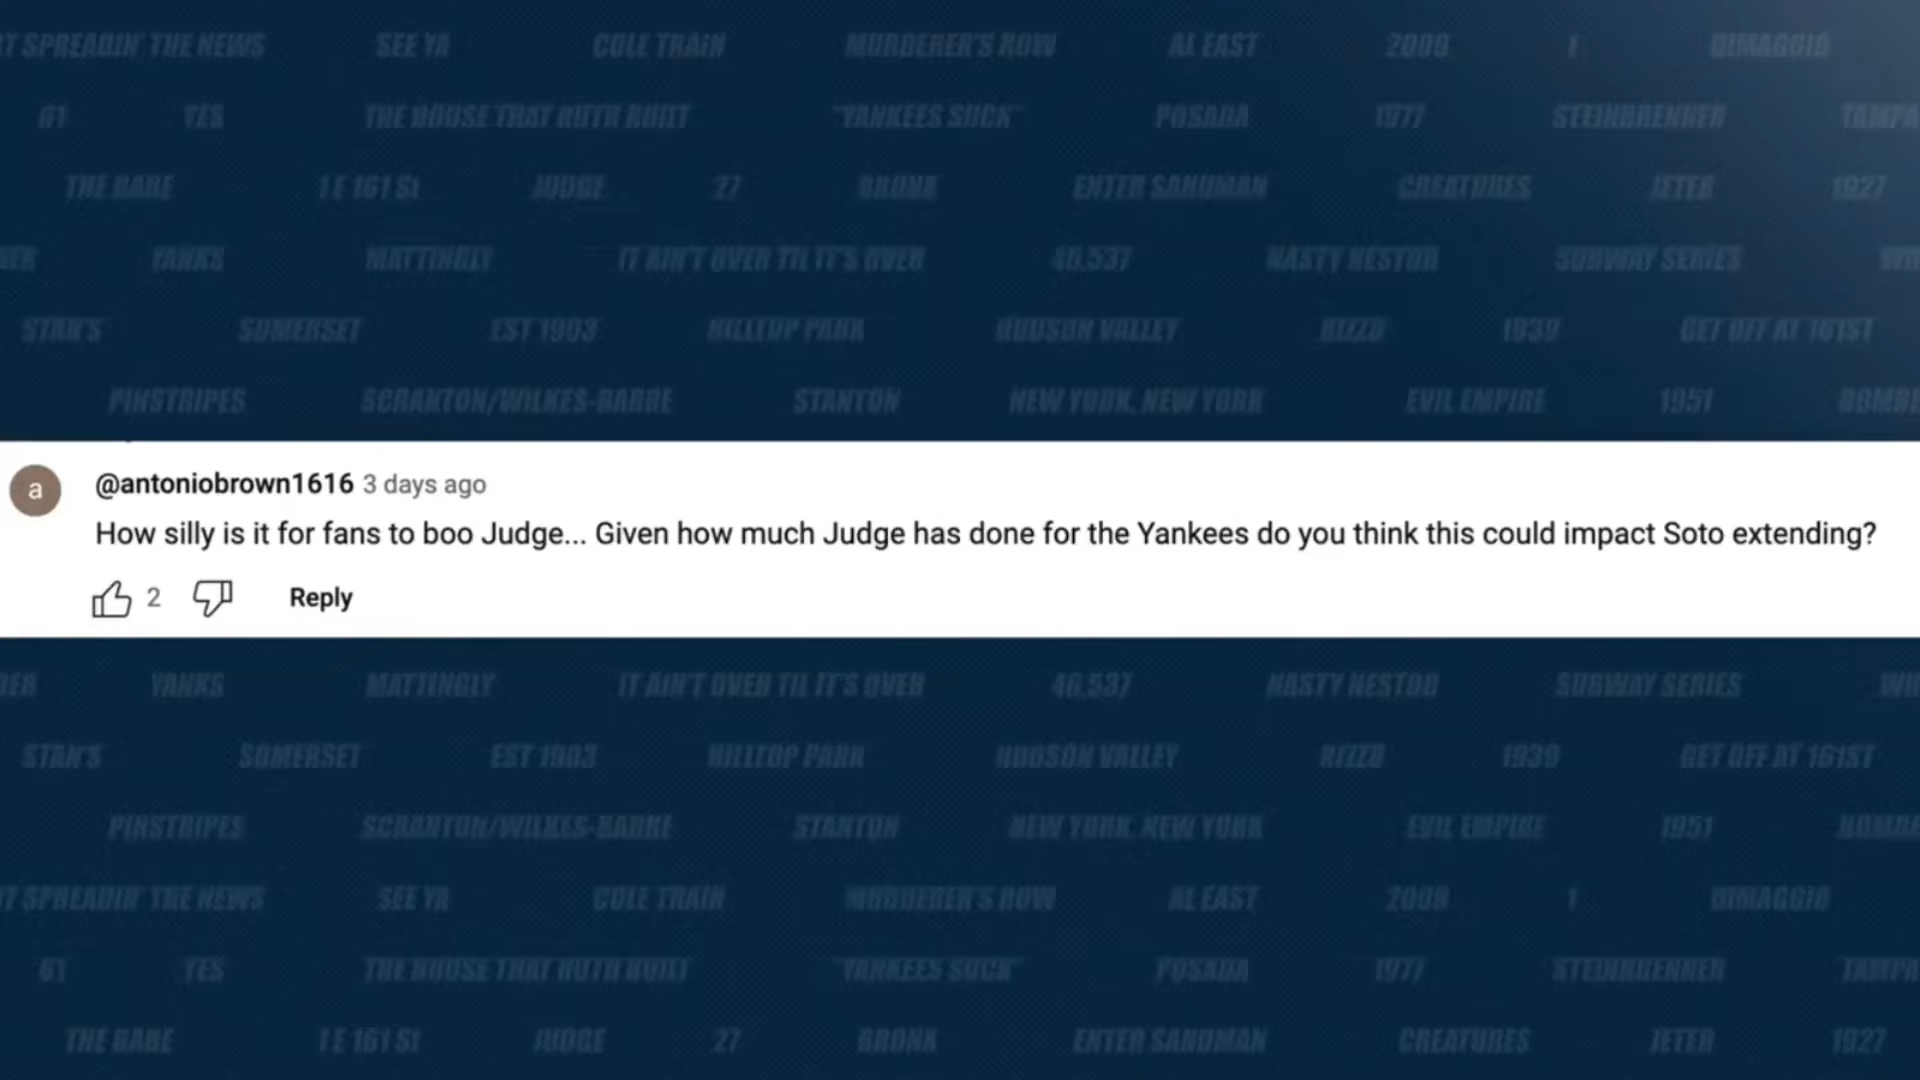 T SPREADIN' THE NEWS SEE YA COLE TRAIN MURDERER'S ROW AL EAST 2009 DIMAGGIO
61 YES THE HOUSE THAT RUTH BUILT "YANKEES SUCK" POSADA 1977 STEINBRENNER TAMPA
THE BABE 1 E 161 St JUDGE 27 BRONX ENTER SANDMAN CREATURES JETER 1927
YANKS MATTINGLY IT AIN'T OVER TIL IT'S OVER 46,537 NASTY NESTOR SUBWAY SERIES
STAN'S SOMERSET EST 1903 HILLTOP PARK HUDSON VALLEY RIZZO 1939 GET OFF AT 161ST
PINSTRIPES SCRANTON/WILKES-BARRE STANTON NEW YORK, NEW YORK EVIL EMPIRE 1951 BOMBE
a @antoniobrown1616 3 days ago
How silly is it for fans to boo Judge... Given how much Judge has done for the Yankees do you think this could impact Soto extending?
2 Reply
YANKS MATTINGLY IT AIN'T OVER TIL IT'S OVER 46,537 NASTY NESTOR SUBWAY SERIES
STAN'S SOMERSET EST 1903 HILLTOP PARK HUDSON VALLEY RIZZO 1939 GET OFF AT 161ST
PINSTRIPES SCRANTON/WILKES-BARRE STANTON NEW YORK, NEW YORK EVIL EMPIRE 1951 BOMBE
T SPREADIN' THE NEWS SEE YA COLE TRAIN MURDERER'S ROW AL EAST 2009 DIMAGGIO
61 YES THE HOUSE THAT RUTH BUILT "YANKEES SUCK" POSADA 1977 STEINBRENNER TAMPA
THE BABE 1 E 161 St JUDGE 27 BRONX ENTER SANDMAN CREATURES JETER 1927